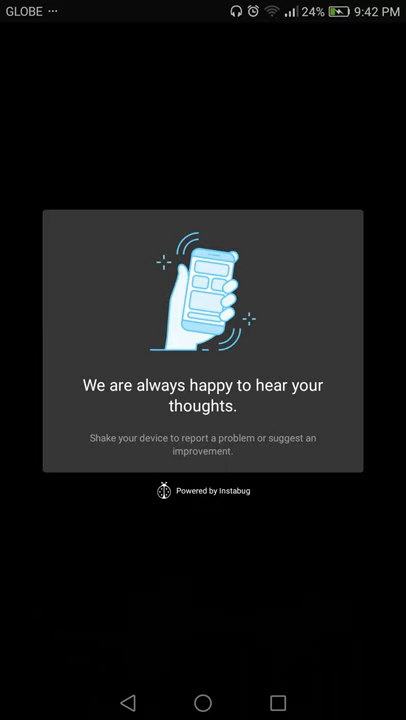 GLOBE ...
24%
9:42 PM
We are always happy to hear your
thoughts.
Shake your device to report a problem or suggest an
improvement.
Powered by Instabug